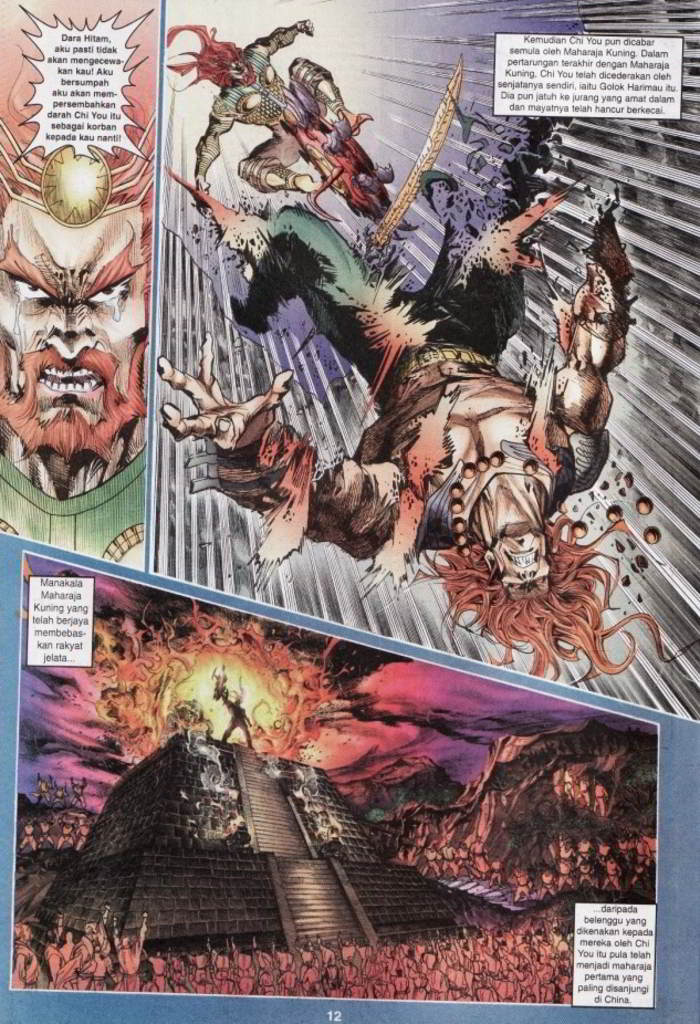 Dara Hitam,
aku pasti tidak
akan mengecewa-
kan kau! Aku
bersumpah
aku akan mem-
persembahkan
darah Chi You itu
sebagai korban
kepada kau nanti!
Kemudian Chi You pun dicabar
semula oleh Maharaja Kuning. Dalam
pertarungan terakhir dengan Maharaja
Kuning, Chi You telah dicederakan oleh
senjatanya sendiri, iaitu Golok Harimau itu.
Dia pun jatuh ke jurang yang amat dalam
dan mayatnya telah hancur berkecai.
Manakala
Maharaja
Kuning yang
telah berjaya
membebas-
kan rakyat
jelata...
...daripada
belenggu yang
dikenakan kepada
mereka oleh Chi
You itu pula telah
menjadi maharaja
pertama yang
paling disanjungi
di China.
12